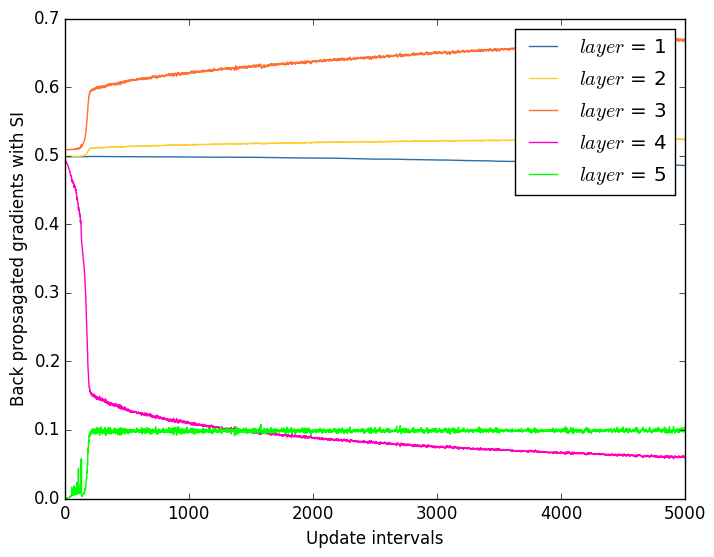 0.7
0.6
0.5
0.4
0.3
0.2
0.1
0.0
Back propsagated gradients with SI
layer = 1
layer = 2
layer = 3
layer = 4
layer = 5
0 1000 2000 3000 4000 5000
Update intervals